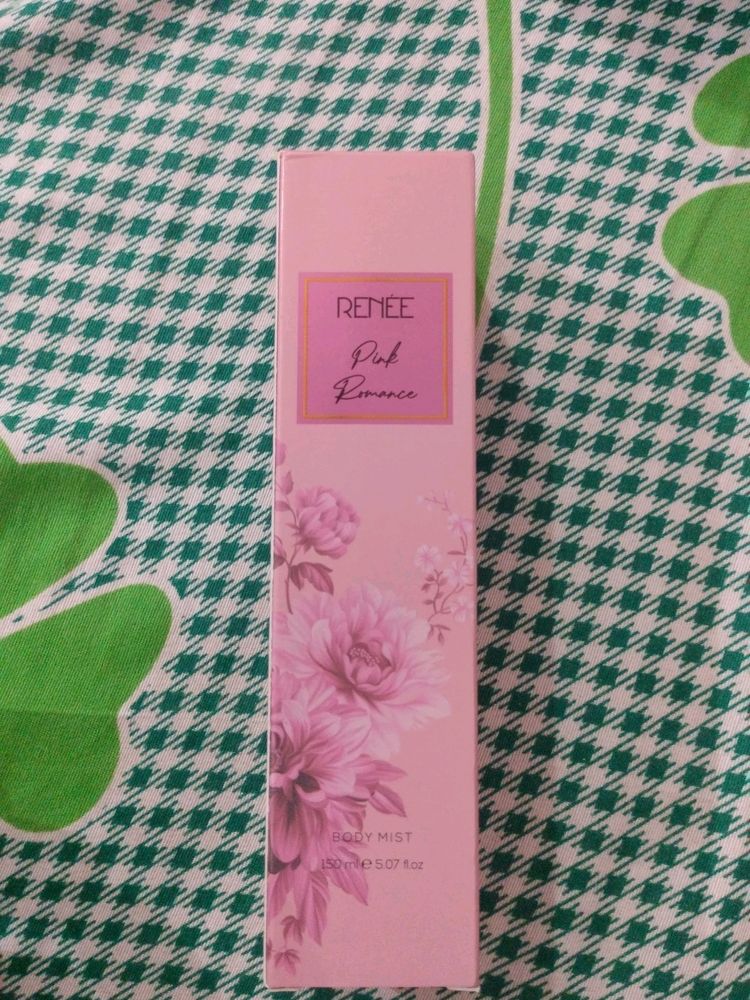 RENÉE
Pink
Romance
BODY MIST
150 ml ℮ 5.07 fl.oz